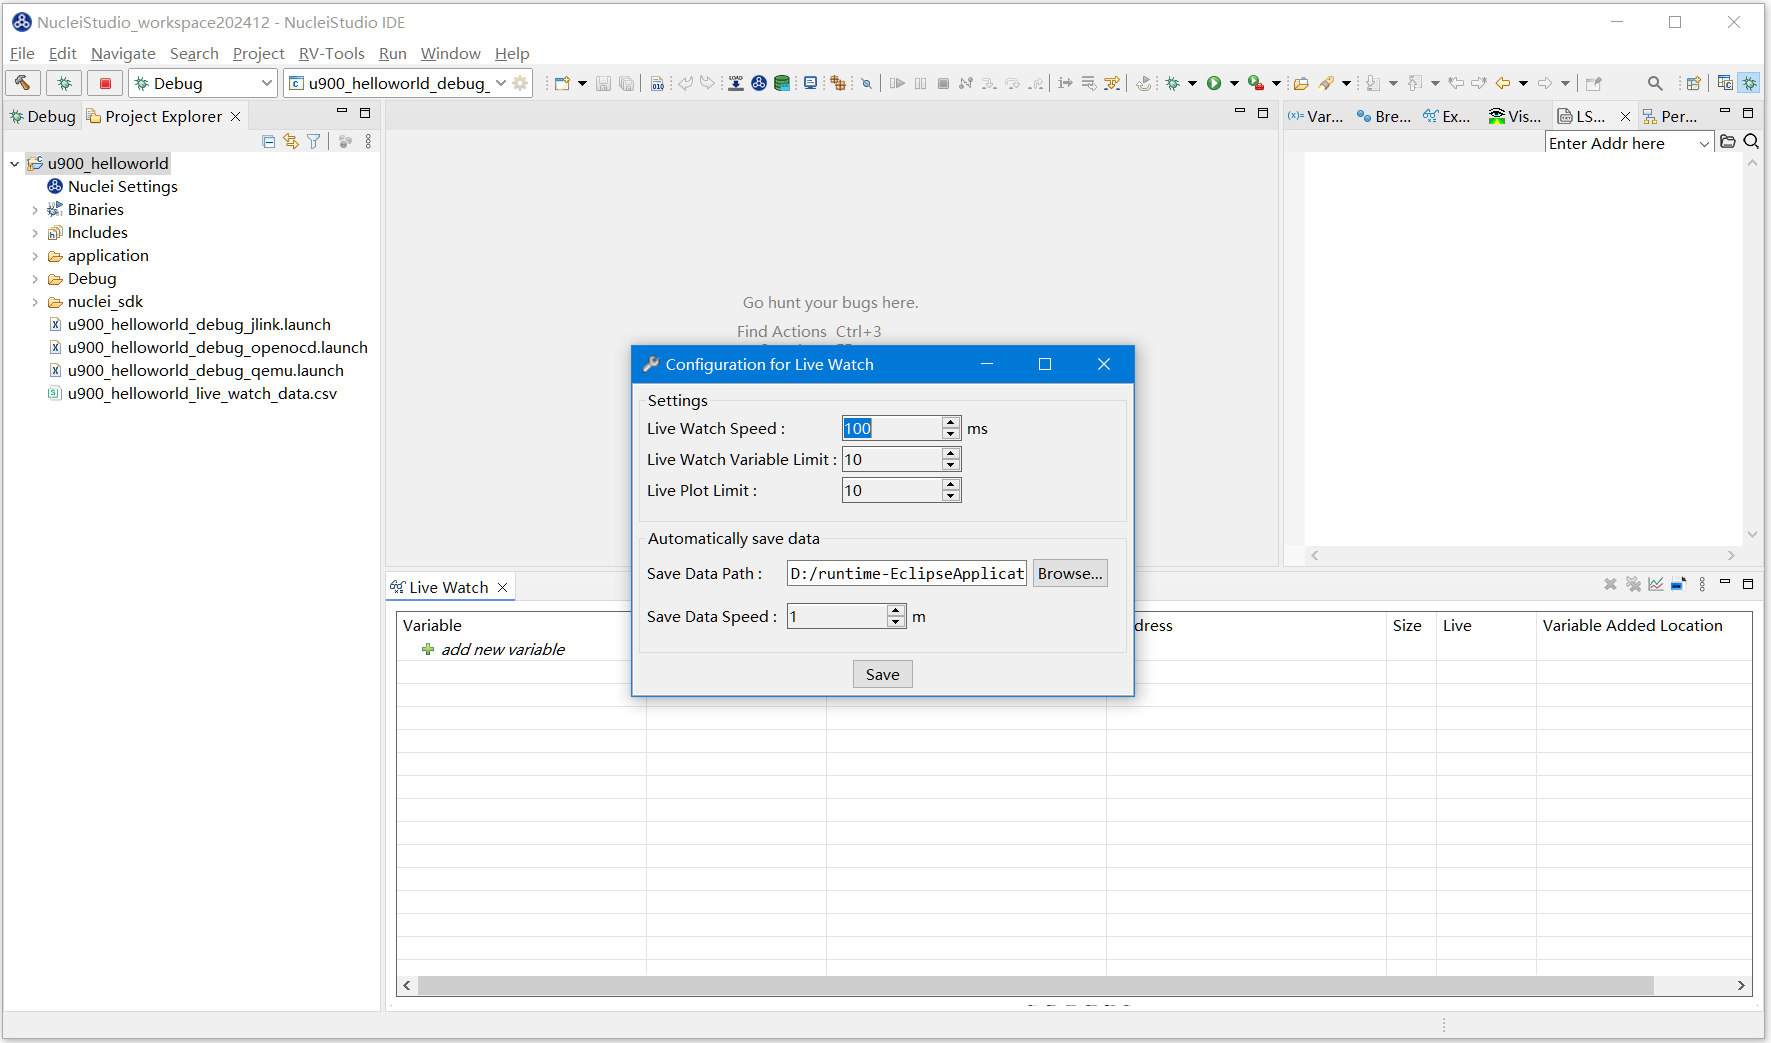 NucleiStudio_workspace202412 - NucleiStudio IDE
File Edit Navigate Search Project RV-Tools Run Window Help
Debug
u900_helloworld_debug_
LOAD
010
Debug
Project Explorer
Var...
Bre...
Ex...
Vis...
LS...
Per...
Enter Addr here
u900_helloworld
Nuclei Settings
Binaries
Includes
application
Debug
nuclei_sdk
u900_helloworld_debug_jlink.launch
u900_helloworld_debug_openocd.launch
u900_helloworld_debug_qemu.launch
u900_helloworld_live_watch_data.csv
Go hunt your bugs here.
Find Actions Ctrl+3
Configuration for Live Watch
Settings
Live Watch Speed : 100 ms
Live Watch Variable Limit : 10
Live Plot Limit : 10
Automatically save data
Save Data Path : D:/runtime-EclipseApplicat Browse...
Save Data Speed : 1 m
Save
Live Watch
Variable
dress
Size
Live
Variable Added Location
add new variable